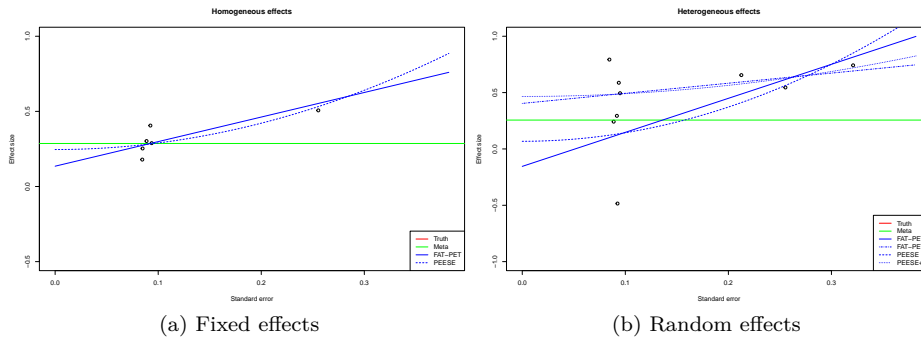 Homogeneous effects
Effect size
1.0
0.5
0.0
−0.5
0.0
0.1
0.2
0.3
Standard error
Truth
Meta
FAT−PET
PEESE
(a) Fixed effects
Heterogeneous effects
Effect size
1.0
0.5
0.0
−0.5
−1.0
0.0
0.1
0.2
0.3
Standard error
Truth
Meta
FAT−PE
FAT−PE
PEESE
PEESE
(b) Random effects